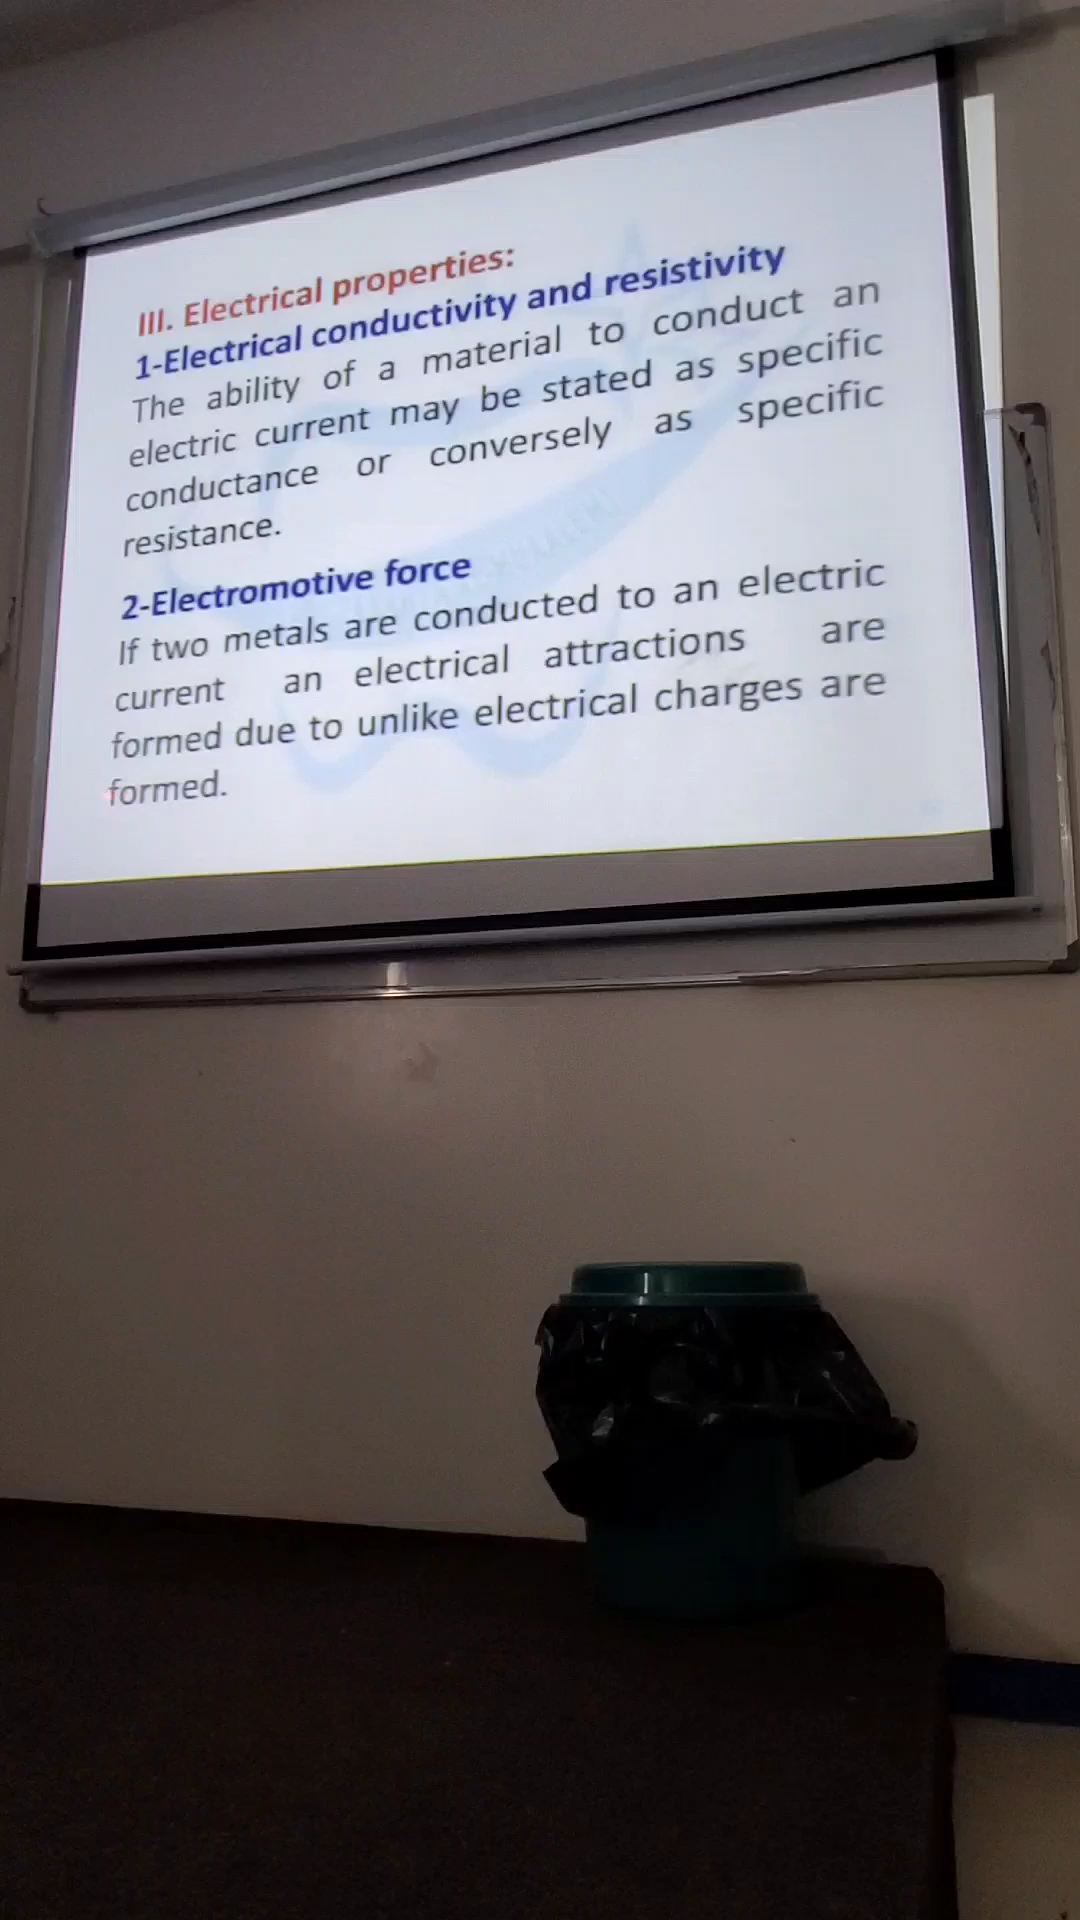 III. Electrical properties:
1-Electrical conductivity and resistivity
The ability of a material to conduct an
electric current may be stated as specific
conductance or conversely as specific
resistance.
2-Electromotive force
If two metals are conducted to an electric
current an electrical attractions are
formed due to unlike electrical charges are
formed.